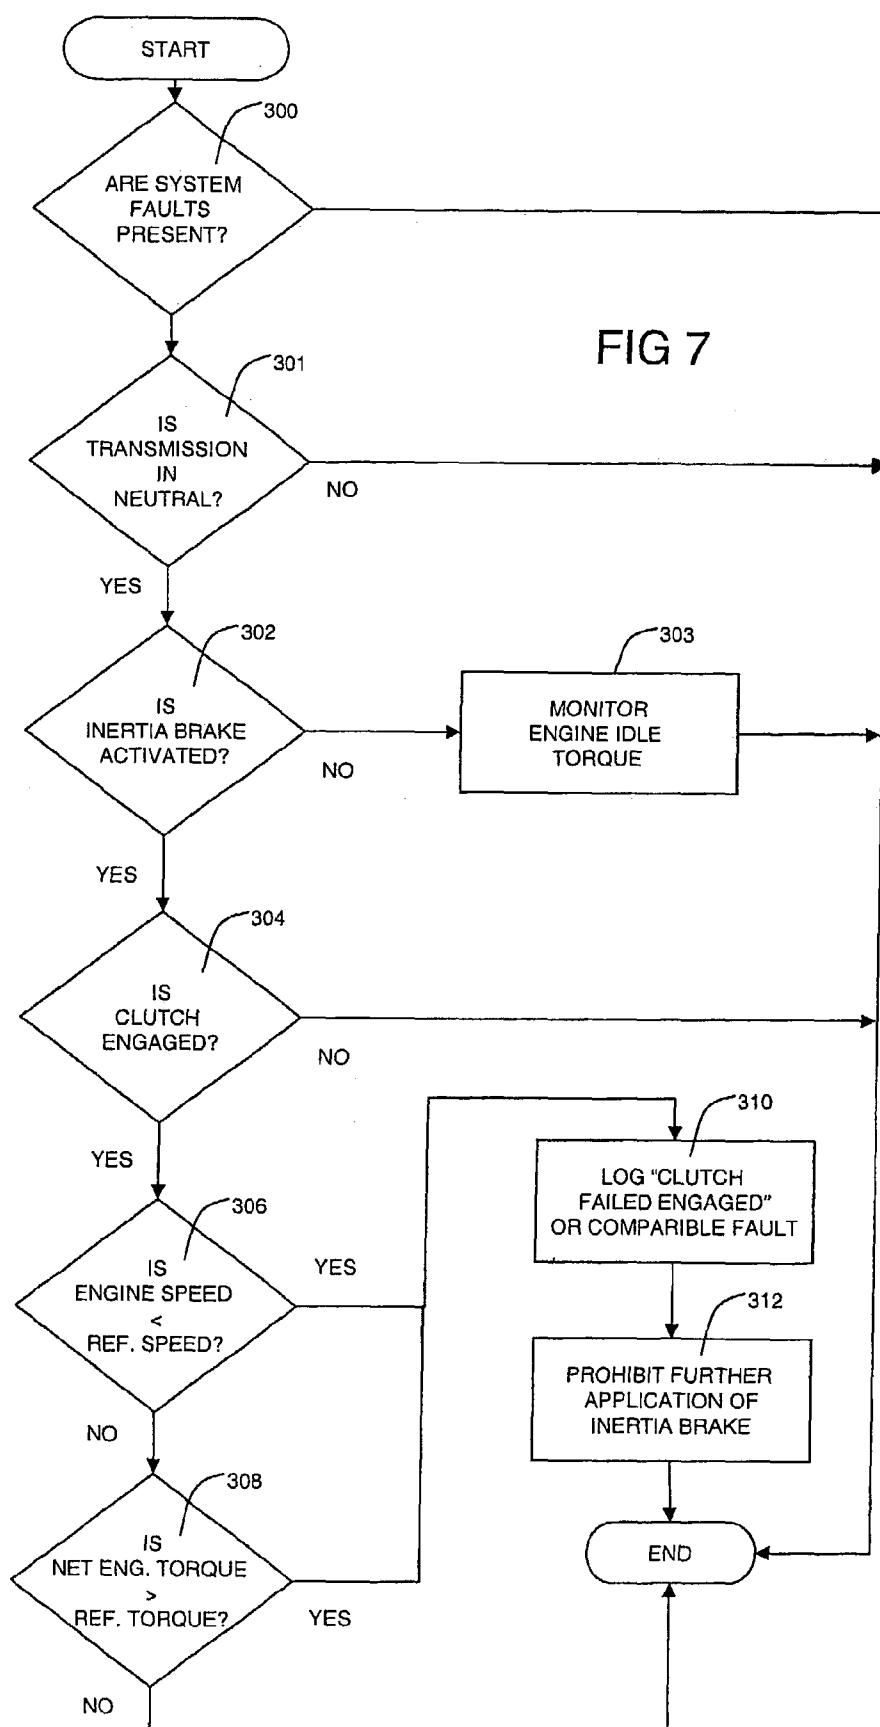 START
300
ARE SYSTEM
FAULTS
PRESENT?
FIG 7
301
IS
TRANSMISSION
IN
NEUTRAL?
NO
YES
302
IS
INERTIA BRAKE
ACTIVATED?
NO
303
MONITOR
ENGINE IDLE
TORQUE
YES
304
IS
CLUTCH
ENGAGED?
NO
YES
306
IS
ENGINE SPEED
<
REF. SPEED?
YES
310
LOG "CLUTCH
FAILED ENGAGED"
OR COMPARIBLE FAULT
312
PROHIBIT FURTHER
APPLICATION OF
INERTIA BRAKE
NO
308
IS
NET ENG. TORQUE
>
REF. TORQUE?
YES
END
NO